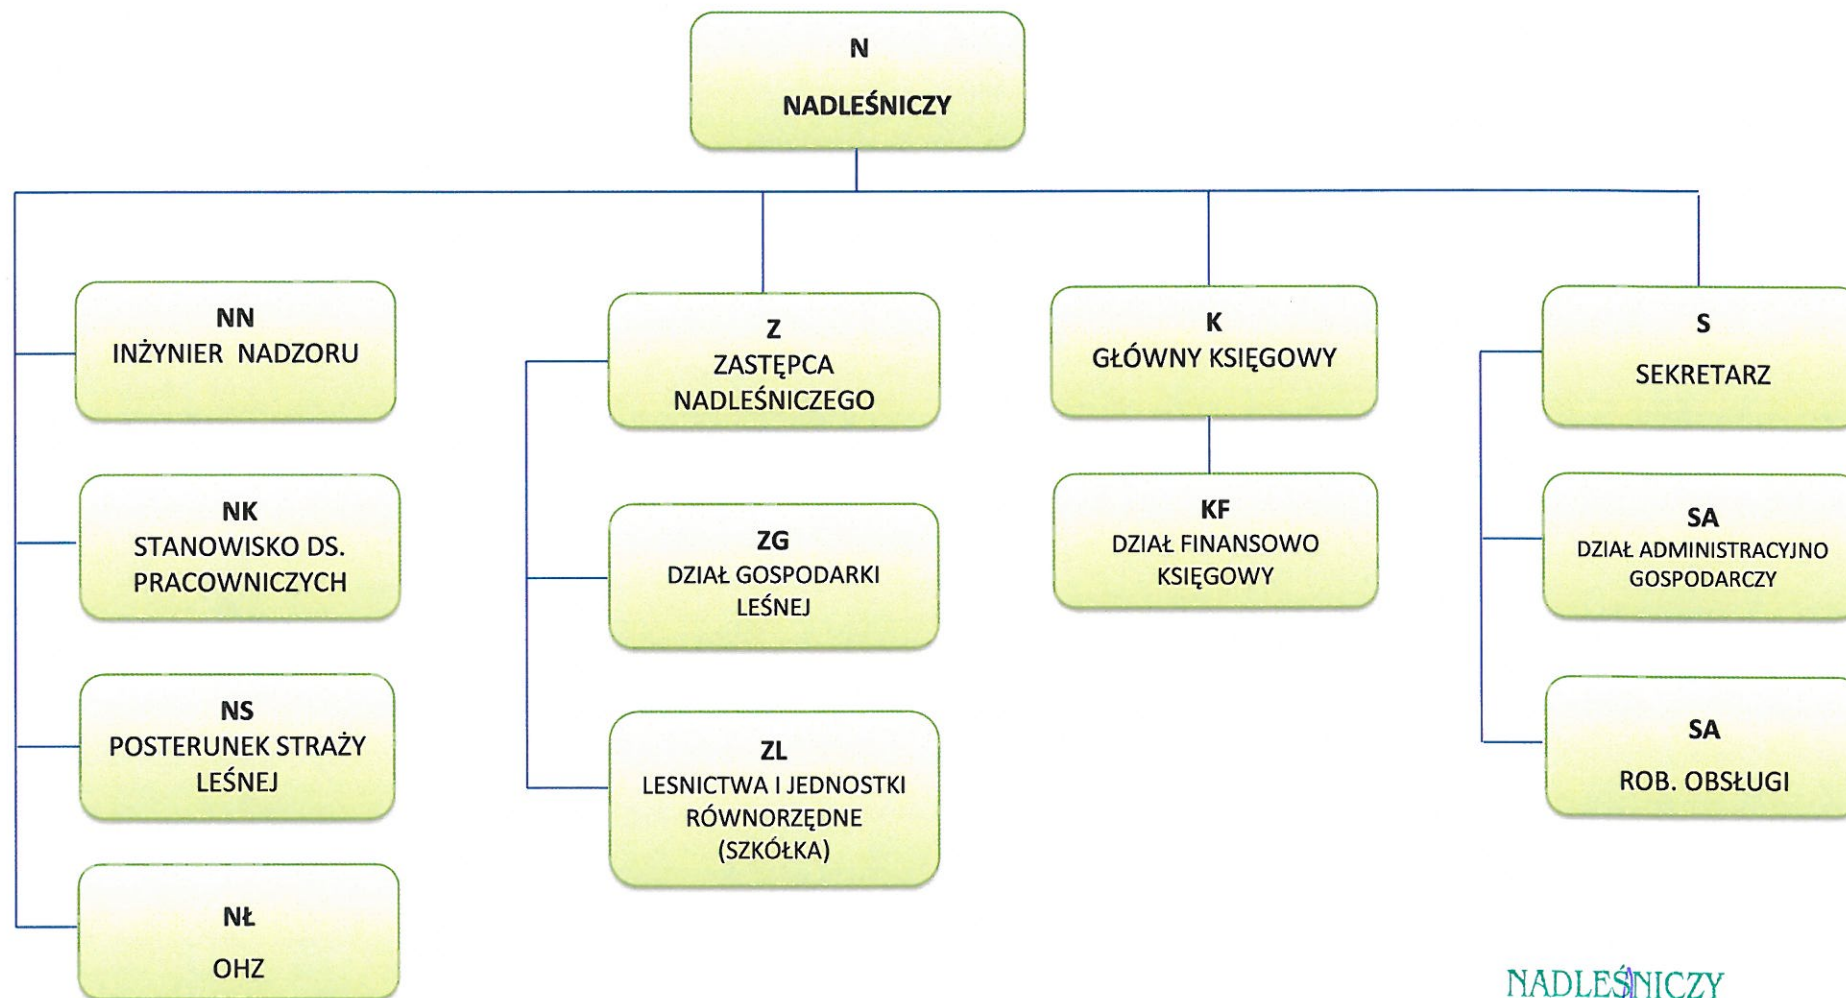 N
NADLEŚNICZY
NN
INŻYNIER NADZORU
NK
STANOWISKO DS.
PRACOWNICZYCH
NS
POSTERUNEK STRAŻY
LEŚNEJ
NŁ
OHZ
Z
ZASTĘPCA
NADLEŚNICZEGO
ZG
DZIAŁ GOSPODARKI
LEŚNEJ
ZL
LESNICTWA I JEDNOSTKI
RÓWNORZĘDNE
(SZKÓŁKA)
K
GŁÓWNY KSIĘGOWY
KF
DZIAŁ FINANSOWO
KSIĘGOWY
S
SEKRETARZ
SA
DZIAŁ ADMINISTRACYJNO
GOSPODARCZY
SA
ROB. OBSŁUGI
NADLEŚNICZY